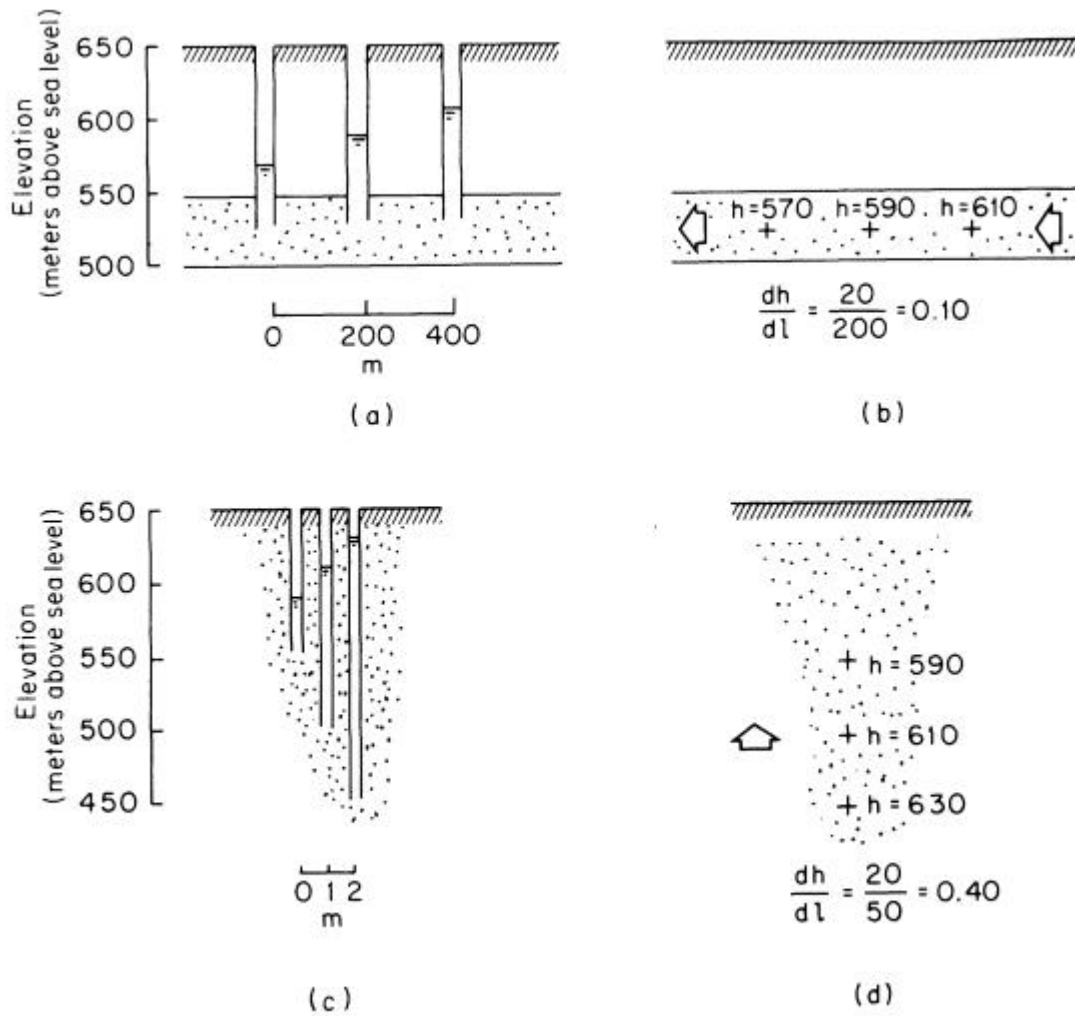 Elevation
(meters above sea level)
650
600
550
500
0 200 400
m
(a)
h=570 h=590 h=610
dh/dl = 20/200 = 0.10
(b)
Elevation
(meters above sea level)
650
600
550
500
450
0 1 2
m
(c)
h=590
h=610
h=630
dh/dl = 20/50 = 0.40
(d)